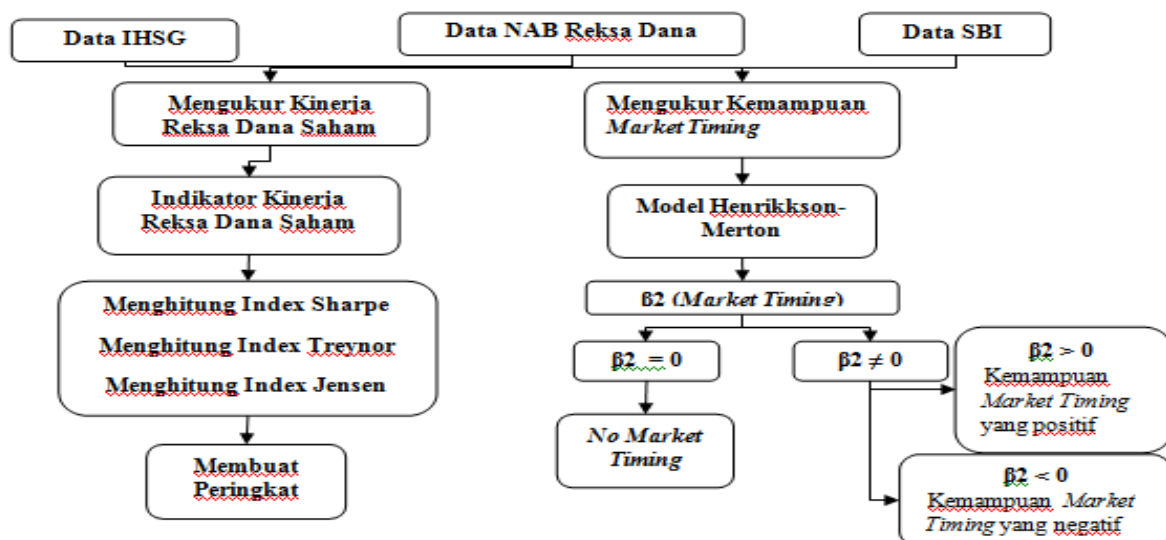 Data IHSG
Data NAB Reksa Dana
Data SBI
Mengukur Kinerja
Reksa Dana Saham
Mengukur Kemampuan
Market Timing
Indikator Kinerja
Reksa Dana Saham
Model Henrikkson-
Merton
Menghitung Index Sharpe
Menghitung Index Treynor
Menghitung Index Jensen
β2 (Market Timing)
β2 = 0
β2 ≠ 0
β2 > 0
Kemampuan
Market Timing
yang positif
No Market
Timing
Membuat
Peringkat
β2 < 0
Kemampuan Market
Timing yang negatif